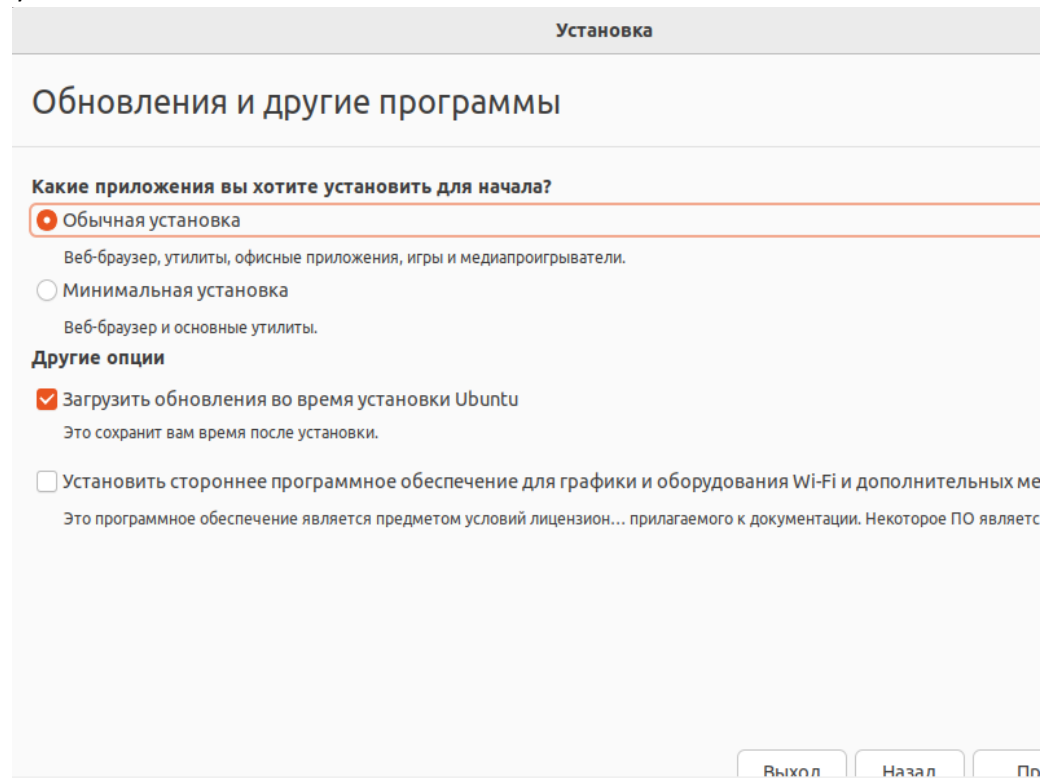 Установка
Обновления и другие программы
Какие приложения вы хотите установить для начала?
Обычная установка
Веб-браузер, утилиты, офисные приложения, игры и медиапроигрыватели.
Минимальная установка
Веб-браузер и основные утилиты.
Другие опции
Загрузить обновления во время установки Ubuntu
Это сохранит вам время после установки.
Установить стороннее программное обеспечение для графики и оборудования Wi-Fi и дополнительных ме
Это программное обеспечение является предметом условий лицензион… прилагаемого к документации. Некоторое ПО являетс
Выход Назад Пр